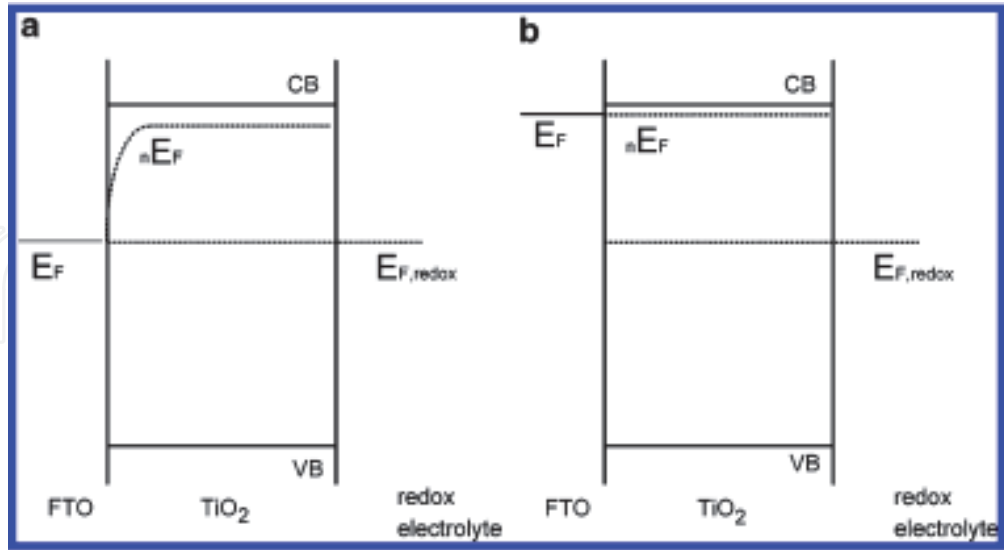 a
CB
nEF
EF
EF,redox
VB
FTO
TiO2
redox
electrolyte
b
CB
EF
nEF
EF,redox
VB
FTO
TiO2
redox
electrolyte